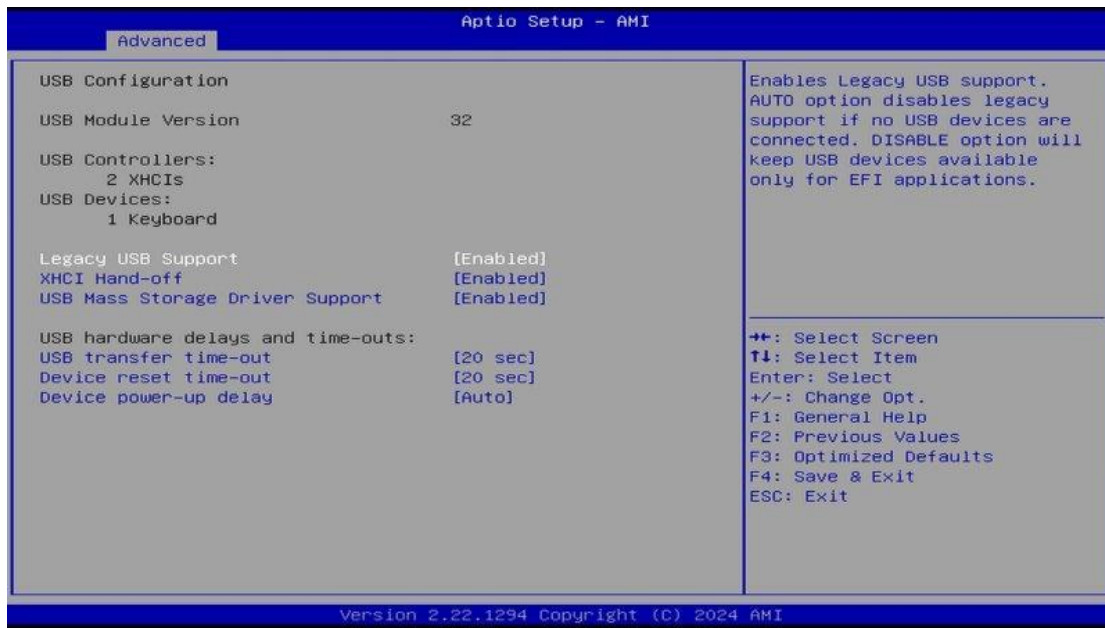 Aptio Setup - AMI
Advanced
USB Configuration
USB Module Version 32
USB Controllers:
2 XHCIs
USB Devices:
1 Keyboard
Legacy USB Support [Enabled]
XHCI Hand-off [Enabled]
USB Mass Storage Driver Support [Enabled]
USB hardware delays and time-outs:
USB transfer time-out [20 sec]
Device reset time-out [20 sec]
Device power-up delay [Auto]
Enables Legacy USB support.
AUTO option disables legacy
support if no USB devices are
connected. DISABLE option will
keep USB devices available
only for EFI applications.
→←: Select Screen
↑↓: Select Item
Enter: Select
+/-: Change Opt.
F1: General Help
F2: Previous Values
F3: Optimized Defaults
F4: Save & Exit
ESC: Exit
Version 2.22.1294 Copyright (C) 2024 AMI